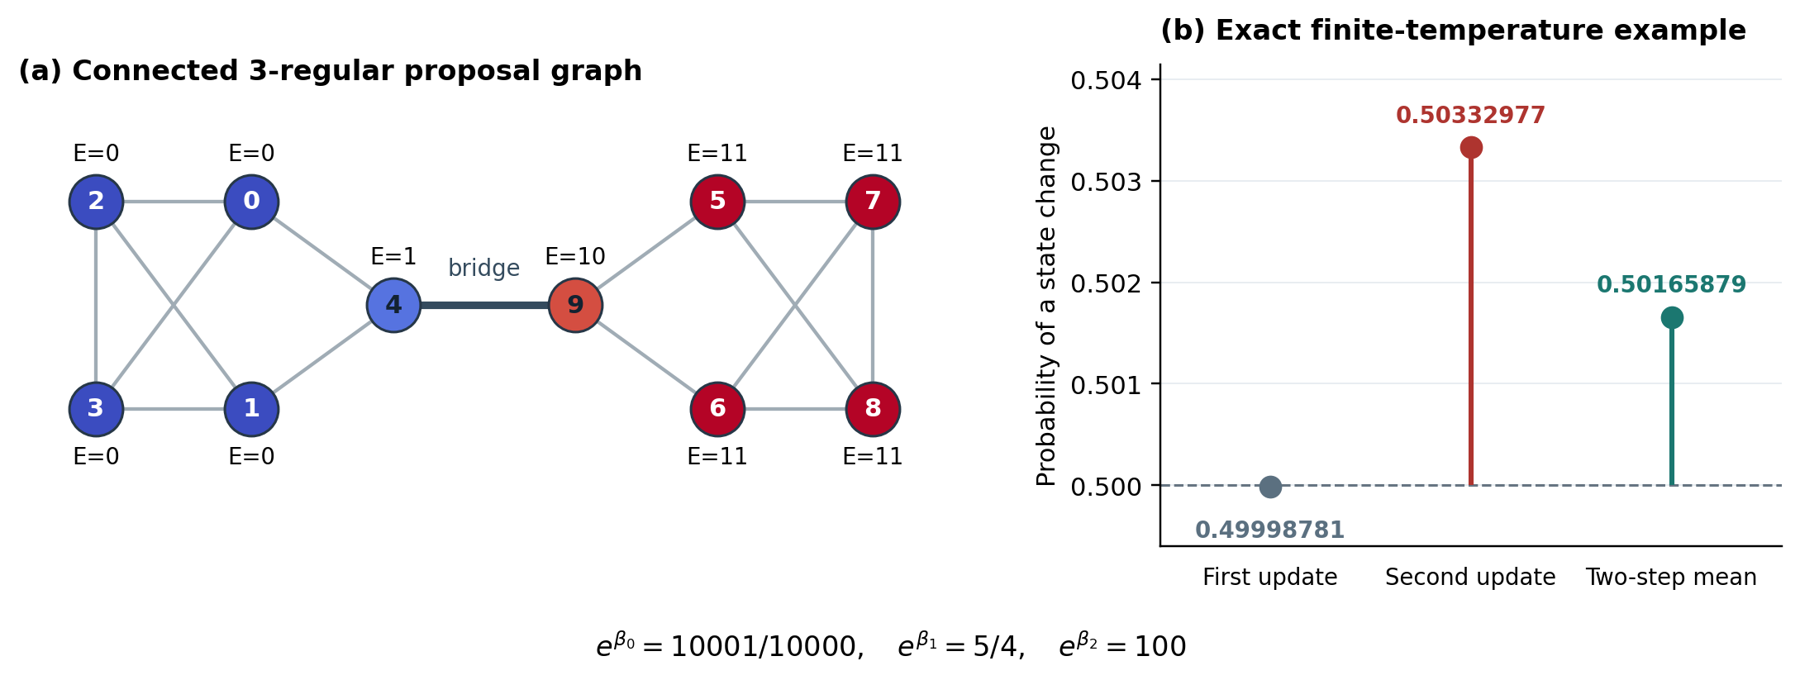 (a) Connected 3-regular proposal graph
E=0 E=0 E=11 E=11
2 0 5 7
E=1 bridge E=10
4 9
3 1 6 8
E=0 E=0 E=11 E=11
(b) Exact finite-temperature example
Probability of a state change
0.504
0.503
0.502
0.501
0.500
0.50332977
0.50165879
0.49998781
First update Second update Two-step mean
e^{β_0} = 10001/10000, e^{β_1} = 5/4, e^{β_2} = 100